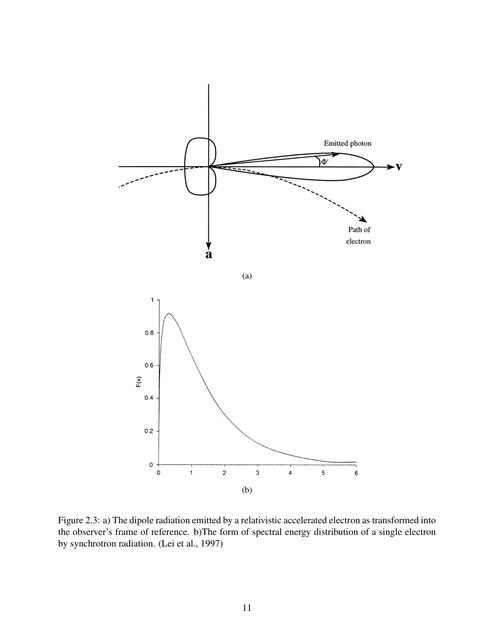 Emitted photon
Φ'
v
Path of
electron
a
(a)
1
0.8
0.6
0.4
0.2
0
F(x)
0 1 2 3 4 5 6
(b)
Figure 2.3: a) The dipole radiation emitted by a relativistic accelerated electron as transformed into
the observer's frame of reference. b)The form of spectral energy distribution of a single electron
by synchrotron radiation. (Lei et al., 1997)
11